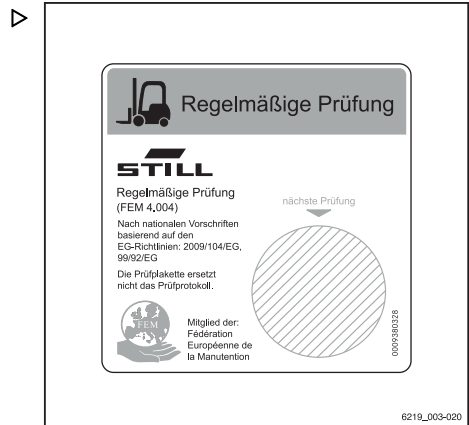 Regelmäßige Prüfung
STILL
Regelmäßige Prüfung
(FEM 4.004)
Nach nationalen Vorschriften
basierend auf den
EG-Richtlinien: 2009/104/EG,
99/92/EG
Die Prüfplakette ersetzt
nicht das Prüfprotokoll.
FEM
Mitglied der:
Fédération
Européenne de
la Manutention
nächste Prüfung
0009380328
6219_003-020